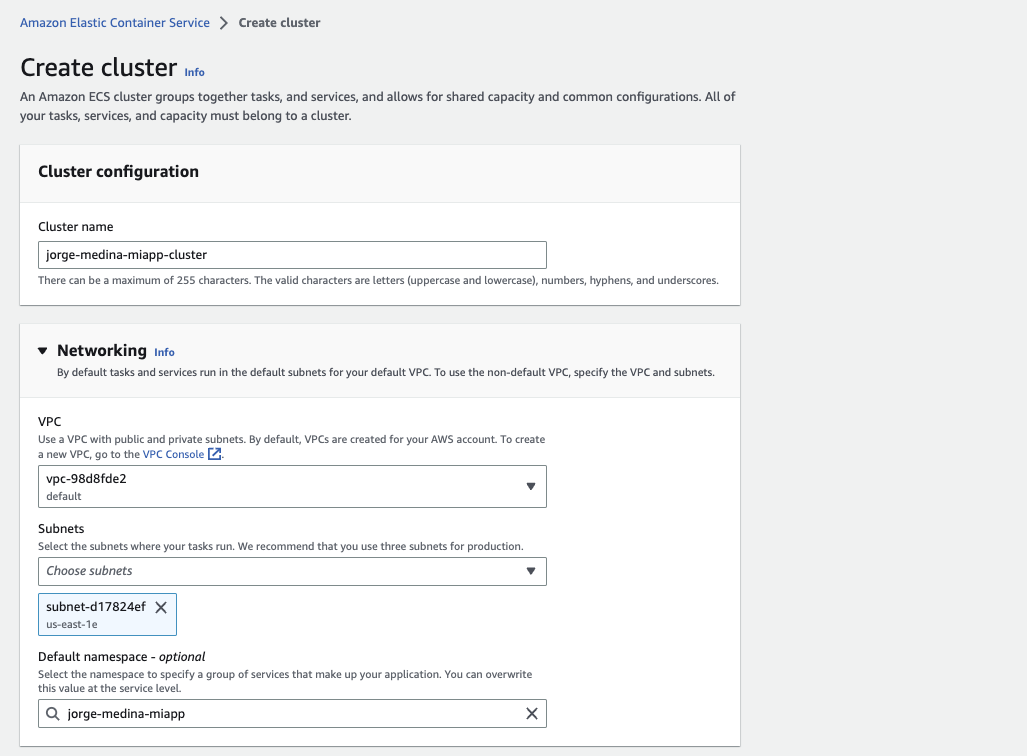 Amazon Elastic Container Service > Create cluster
Create cluster Info
An Amazon ECS cluster groups together tasks, and services, and allows for shared capacity and common configurations. All of
your tasks, services, and capacity must belong to a cluster.
Cluster configuration
Cluster name
jorge-medina-miapp-cluster
There can be a maximum of 255 characters. The valid characters are letters (uppercase and lowercase), numbers, hyphens, and underscores.
Networking Info
By default tasks and services run in the default subnets for your default VPC. To use the non-default VPC, specify the VPC and subnets.
VPC
Use a VPC with public and private subnets. By default, VPCs are created for your AWS account. To create
a new VPC, go to the VPC Console.
vpc-98d8fde2
default
Subnets
Select the subnets where your tasks run. We recommend that you use three subnets for production.
Choose subnets
subnet-d17824ef
us-east-1e
Default namespace - optional
Select the namespace to specify a group of services that make up your application. You can overwrite
this value at the service level.
jorge-medina-miapp